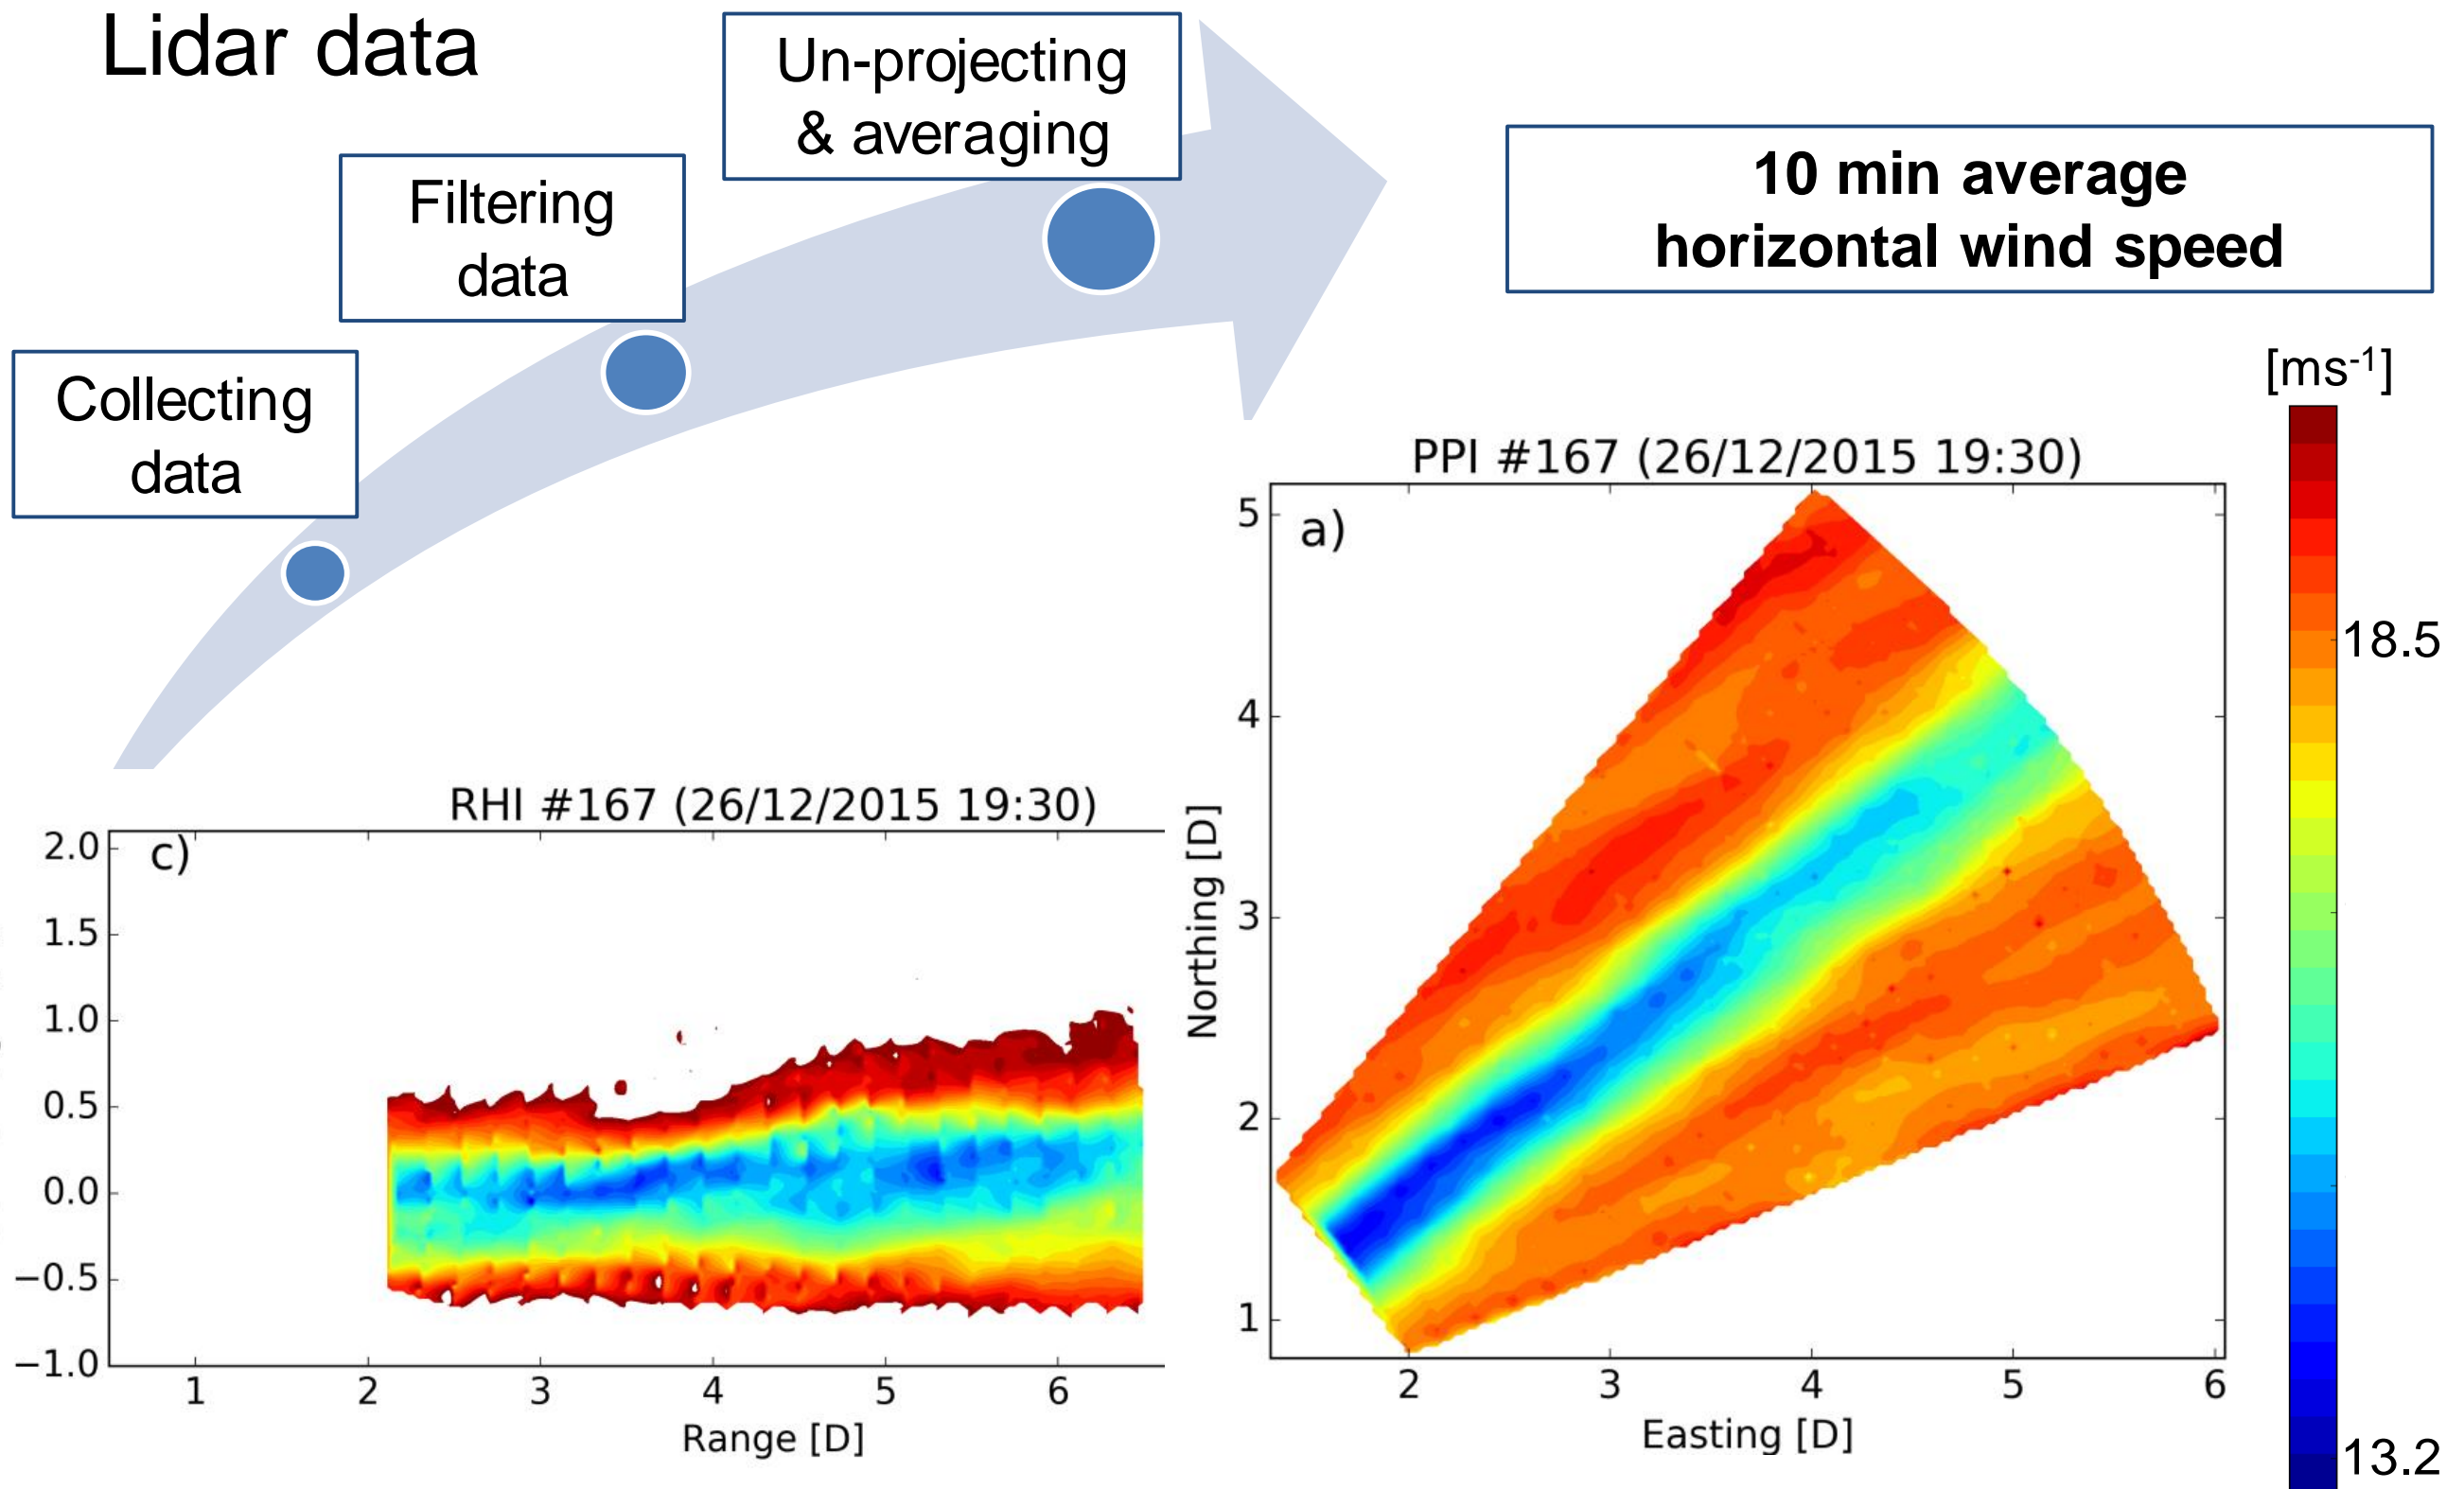 Lidar data
Un-projecting
& averaging
Filtering
data
Collecting
data
10 min average
horizontal wind speed
[ms-1]
18.5
13.2
PPI #167 (26/12/2015 19:30)
a)
5
4
3
2
1
Northing [D]
2 3 4 5 6
Easting [D]
RHI #167 (26/12/2015 19:30)
c)
2.0
1.5
1.0
0.5
0.0
−0.5
−1.0
1 2 3 4 5 6
Range [D]